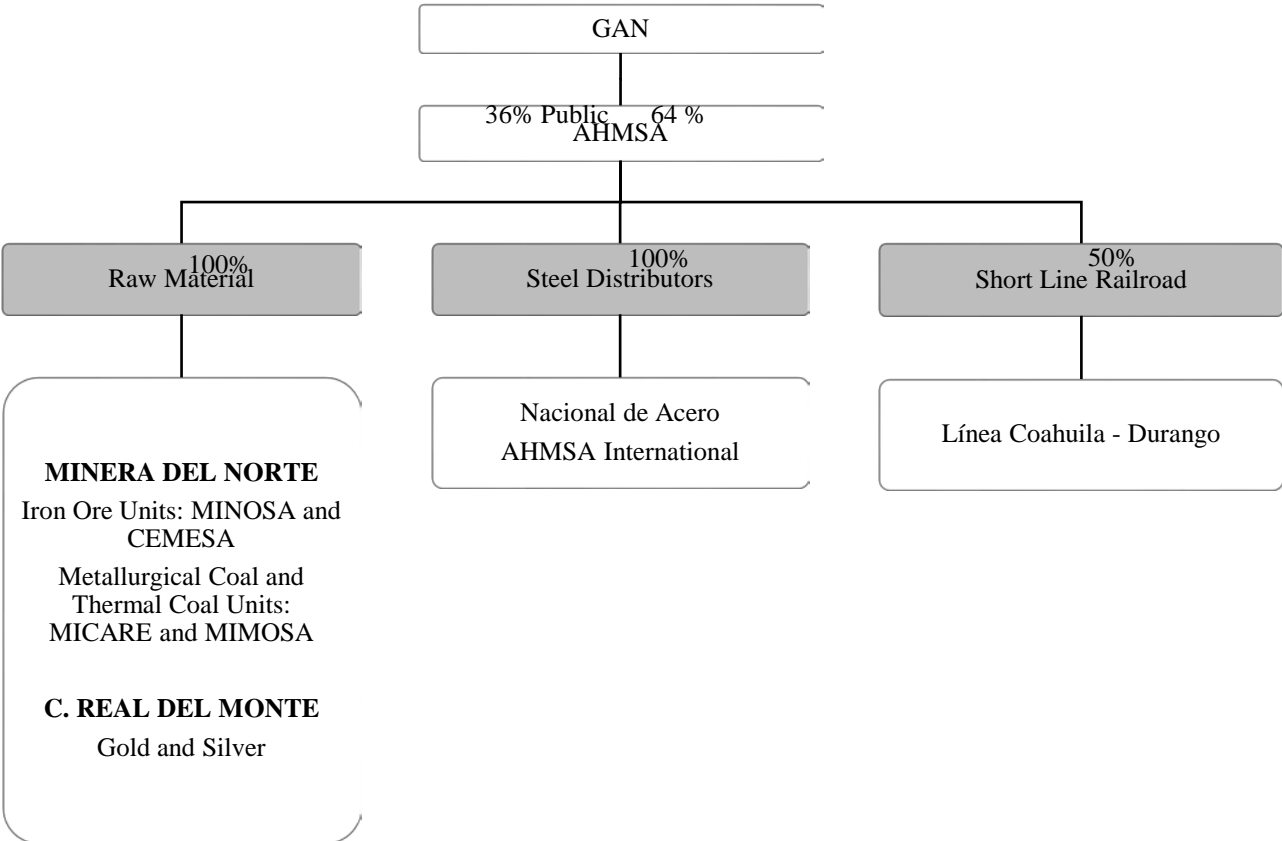 GAN
36% Public 64 %
AHMSA
100%
Raw Material
100%
Steel Distributors
50%
Short Line Railroad
MINERA DEL NORTE
Iron Ore Units: MINOSA and
CEMESA
Metallurgical Coal and
Thermal Coal Units:
MICARE and MIMOSA
C. REAL DEL MONTE
Gold and Silver
Nacional de Acero
AHMSA International
Línea Coahuila - Durango